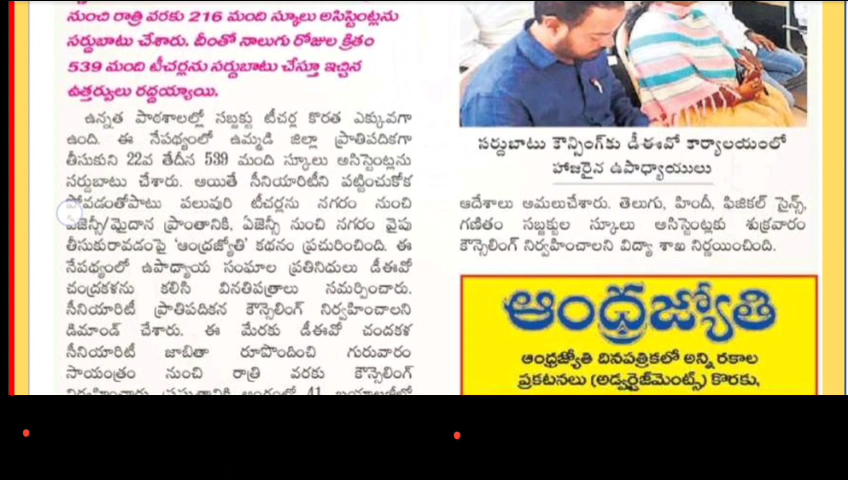 నుంచి రాత్రి వరకు 216 మంది స్కూలు అసిస్టెంట్లను
సర్దుబాటు చేశారు. దీంతో నాలుగు రోజుల క్రితం
539 మంది టీచర్లను సర్దుబాటు చేస్తూ ఇచ్చిన
ఉత్తర్వులు రద్దయ్యాయి.
ఉన్నత పాఠశాలల్లో సబ్జక్టు టీచర్ల కొరత ఎక్కువగా
ఉంది. ఈ నేపథ్యంలో ఉమ్మడి జిల్లా ప్రాతిపదికగా
తీసుకుని 22వ తేదీన 539 మంది స్కూలు అసిస్టెంట్లను
సర్దుబాటు చేశారు. అయితే సీనియారిటీని పట్టించుకోక
పోవడంతోపాటు పలువురి టీచర్లను నగరం నుంచి
ఏజెన్సీ/మైదాన ప్రాంతానికి, ఏజెన్సీ నుంచి నగరం వైపు
తీసుకురావడంపై 'ఆంధ్రజ్యోతి' కథనం ప్రచురించింది. ఈ
నేపథ్యంలో ఉపాధ్యాయ సంఘాల ప్రతినిధులు డీఈవో
చంద్రకళను కలిసి వినతిపత్రాలు సమర్పించారు.
సీనియారిటీ ప్రాతిపదికన కౌన్సెలింగ్ నిర్వహించాలని
డిమాండ్ చేశారు. ఈ మేరకు డీఈవో చందకళ
సీనియారిటీ జాబితా రూపొందించి గురువారం
సాయంత్రం నుంచి రాత్రి వరకు కౌన్సెలింగ్
సర్దుబాటు కౌన్సింగ్‌కు డీఈవో కార్యాలయంలో
హాజరైన ఉపాధ్యాయులు
ఆదేశాలు అమలుచేశారు. తెలుగు, హిందీ, ఫిజికల్ సైన్స్,
గణితం సబ్జక్టుల స్కూలు అసిస్టెంట్లకు శుక్రవారం
కౌన్సెలింగ్ నిర్వహించాలని విద్యా శాఖ నిర్ణయించింది.
ఆంధ్రజ్యోతి
ఆంధ్రజ్యోతి దినపత్రికలో అన్ని రకాల
ప్రకటనలు (అడ్వర్టైజ్‌మెంట్స్) కొరకు,